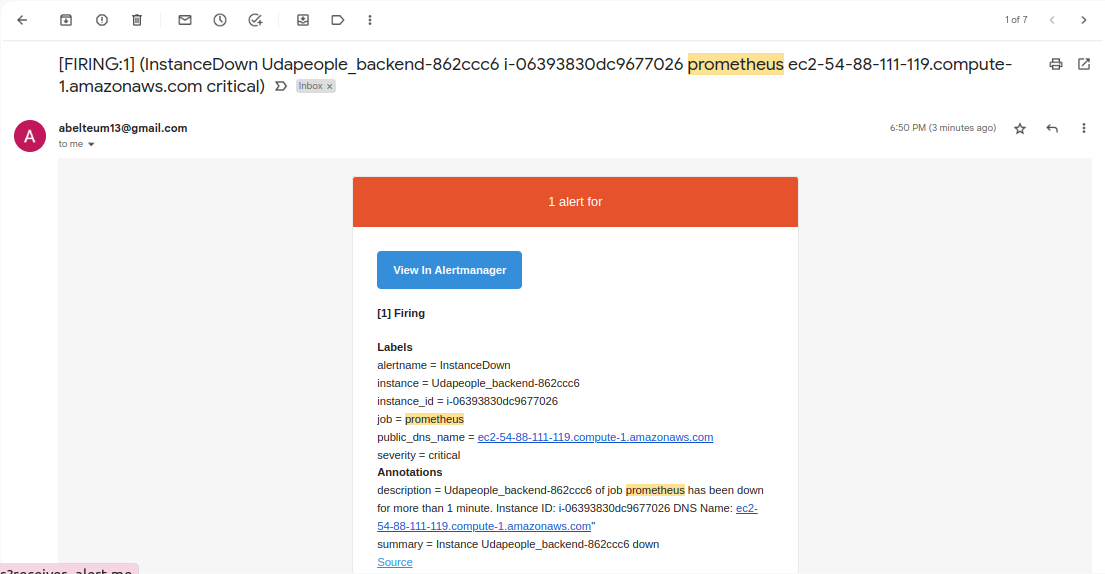 1 of 7
[FIRING:1] (InstanceDown Udapeople_backend-862ccc6 i-06393830dc9677026 prometheus ec2-54-88-111-119.compute-
1.amazonaws.com critical) Inbox ×
A
abelteum13@gmail.com 6:50 PM (3 minutes ago)
to me
1 alert for
View In Alertmanager
[1] Firing
Labels
alertname = InstanceDown
instance = Udapeople_backend-862ccc6
instance_id = i-06393830dc9677026
job = prometheus
public_dns_name = ec2-54-88-111-119.compute-1.amazonaws.com
severity = critical
Annotations
description = Udapeople_backend-862ccc6 of job prometheus has been down
for more than 1 minute. Instance ID: i-06393830dc9677026 DNS Name: ec2-
54-88-111-119.compute-1.amazonaws.com"
summary = Instance Udapeople_backend-862ccc6 down
Source